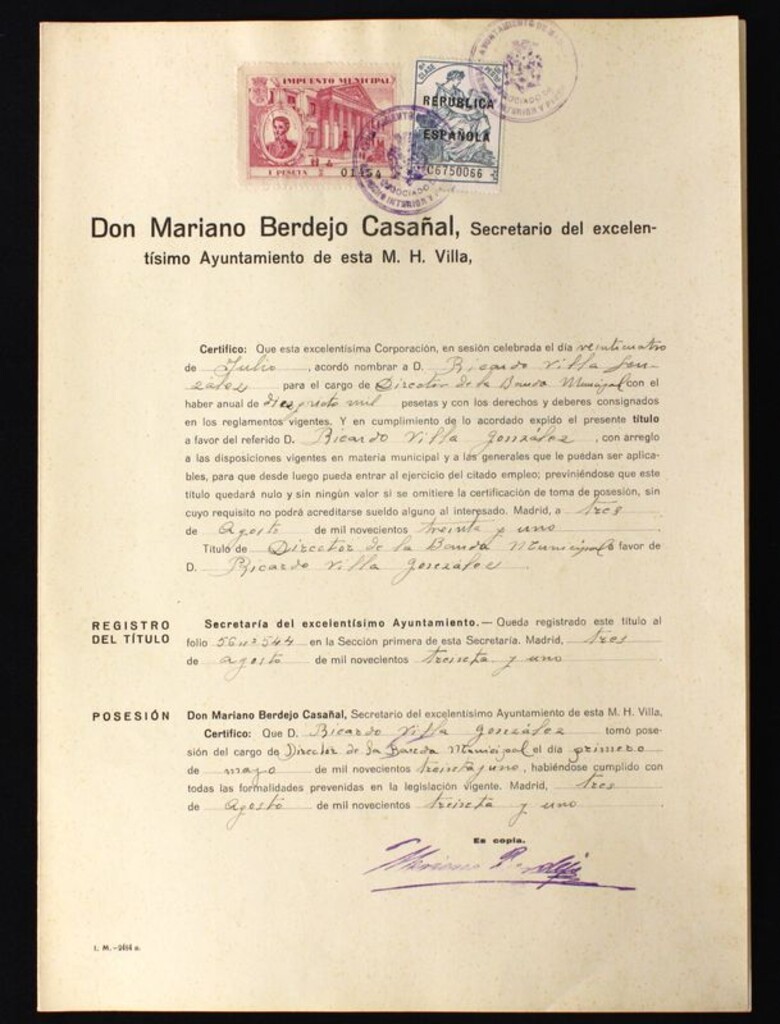 IMPUESTO MUNICIPAL
1 PESETA
REPUBLICA
ESPAÑOLA
C6750066
Don Mariano Berdejo Casañal, Secretario del excelen-
tísimo Ayuntamiento de esta M. H. Villa,
Certifico: Que esta excelentísima Corporación, en sesión celebrada el día veinticuatro
de Julio , acordó nombrar a D. Ricardo Villa Gon-
zález para el cargo de Director de la Banda Municipal con el
haber anual de mil pesetas y con los derechos y deberes consignados
en los reglamentos vigentes. Y en cumplimiento de lo acordado expido el presente título
a favor del referido D. Ricardo Villa González , con arreglo
a las disposiciones vigentes en materia municipal y a las generales que le puedan ser aplica-
bles, para que desde luego pueda entrar al ejercicio del citado empleo; previniéndose que este
título quedará nulo y sin ningún valor si se omitiere la certificación de toma de posesión, sin
cuyo requisito no podrá acreditarse sueldo alguno al interesado. Madrid, a tres
de Agosto de mil novecientos treinta y uno
Título de Director de la Banda Municipal a favor de
D. Ricardo Villa González
REGISTRO DEL TÍTULO
Secretaría del excelentísimo Ayuntamiento.— Queda registrado este título al
folio 56 nº 544 en la Sección primera de esta Secretaría. Madrid, tres
de agosto de mil novecientos treinta y uno
POSESIÓN
Don Mariano Berdejo Casañal, Secretario del excelentísimo Ayuntamiento de esta M. H. Villa,
Certifico: Que D. Ricardo Villa González tomó pose-
sión del cargo de Director de la Banda Municipal el día primero
de mayo de mil novecientos treinta y uno, habiéndose cumplido con
todas las formalidades prevenidas en la legislación vigente. Madrid, tres
de agosto de mil novecientos treinta y uno
Es copia.
Mariano Berdejo
I. M.-2484 a.